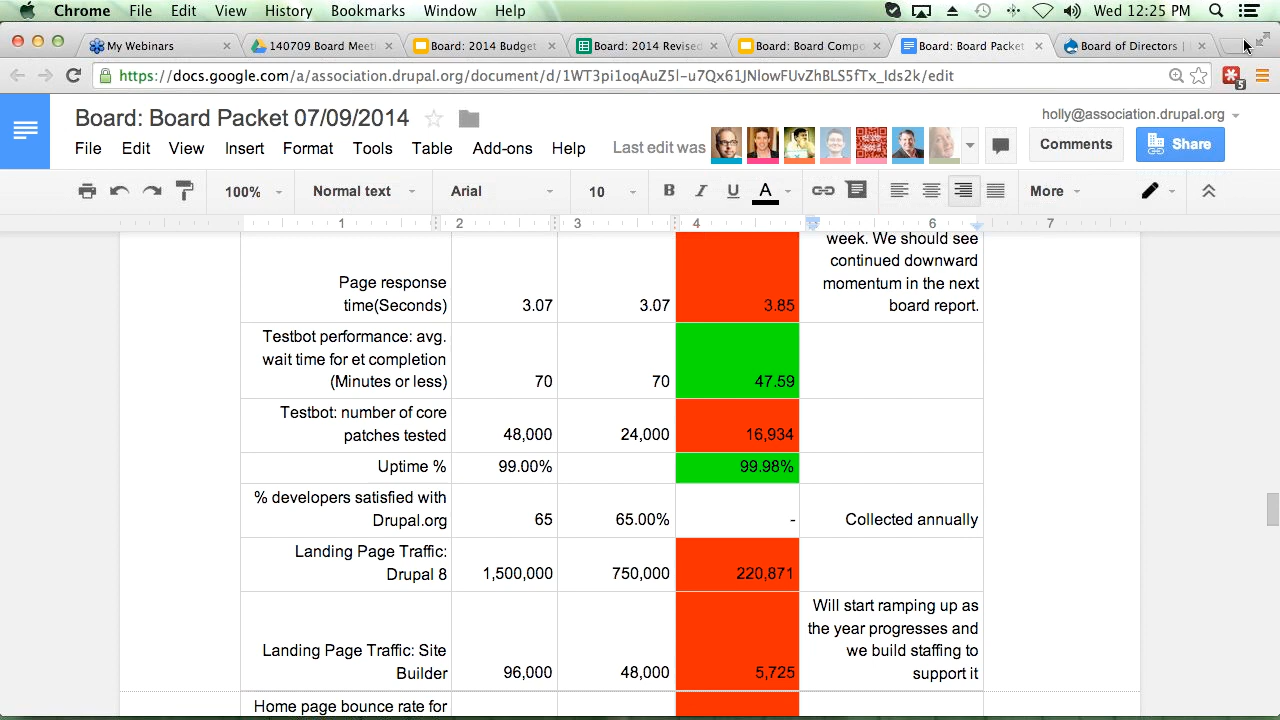 Chrome File Edit View History Bookmarks Window Help Wed 12:25 PM
My Webinars 140709 Board Meeti Board: 2014 Budget Board: 2014 Revised Board: Board Comp Board: Board Packet Board of Directors
https://docs.google.com/a/association.drupal.org/document/d/1WT3pi1oqAuZ5l-u7Qx61JNlowFUvZhBLS5fTx_Ids2k/edit
5
Board: Board Packet 07/09/2014
holly@association.drupal.org
File Edit View Insert Format Tools Table Add-ons Help Last edit was
Comments Share
100% Normal text Arial 10 B I U A More
1 2 3 4 6 7
week. We should see
continued downward
momentum in the next
board report.
Page response
time(Seconds) 3.07 3.07 3.85
Testbot performance: avg.
wait time for et completion
(Minutes or less) 70 70 47.59
Testbot: number of core
patches tested 48,000 24,000 16,934
Uptime % 99.00% 99.98%
% developers satisfied with
Drupal.org 65 65.00% - Collected annually
Landing Page Traffic:
Drupal 8 1,500,000 750,000 220,871
Will start ramping up as
the year progresses and
we build staffing to
support it
Landing Page Traffic: Site
Builder 96,000 48,000 5,725
Home page bounce rate for